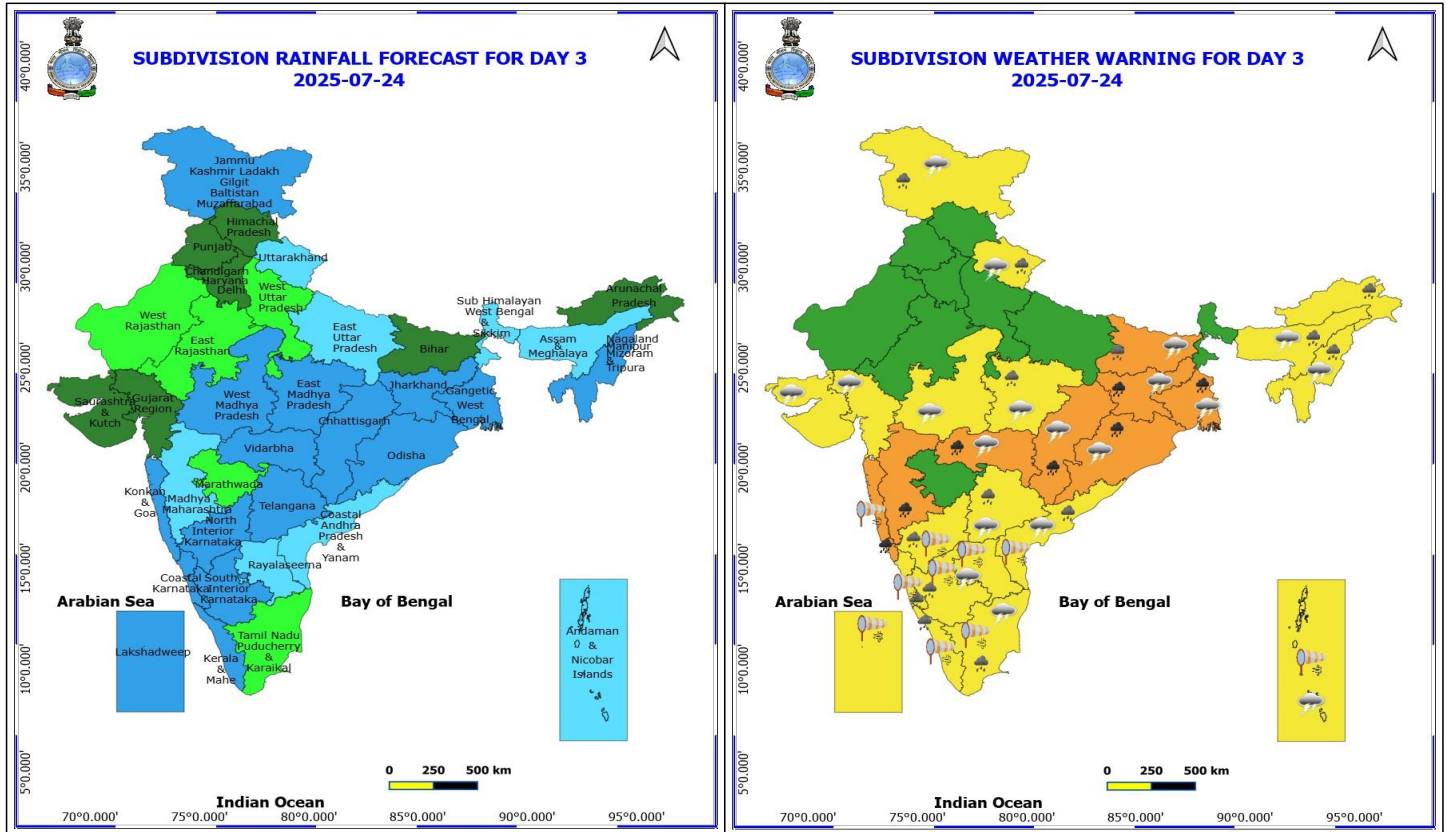 SUBDIVISION RAINFALL FORECAST FOR DAY 3
2025-07-24
40°0.000'
35°0.000'
30°0.000'
25°0.000'
20°0.000'
15°0.000'
10°0.000'
5°0.000'
Jammu
Kashmir Ladakh
Gilgit
Baltistan
Muzaffarabad
Himachal
Pradesh
Punjab
Uttarakhand
Chandigarh
Haryana
Delhi
West
Uttar
Pradesh
West
Rajasthan
East
Rajasthan
East
Uttar
Pradesh
Sub Himalayan
West Bengal
&
Sikkim
Arunachal
Pradesh
Assam
&
Meghalaya
Nagaland
Manipur
Mizoram
&
Tripura
Bihar
Jharkhand
Gangetic
West
Bengal
Saurashtra
&
Kutch
Gujarat
Region
West
Madhya
Pradesh
East
Madhya
Pradesh
Chhattisgarh
Odisha
Vidarbha
Marathwada
Konkan
&
Goa
Madhya
Maharashtra
Telangana
North
Interior
Karnataka
Coastal
Andhra
Pradesh
&
Yanam
Rayalaseema
Coastal
Karnataka
South
Interior
Karnataka
Arabian Sea
Bay of Bengal
Lakshadweep
Kerala
&
Mahe
Tamil Nadu
Puducherry
&
Karaikal
Andaman
&
Nicobar
Islands
0 250 500 km
Indian Ocean
70°0.000' 75°0.000' 80°0.000' 85°0.000' 90°0.000' 95°0.000'
SUBDIVISION WEATHER WARNING FOR DAY 3
2025-07-24
40°0.000'
35°0.000'
30°0.000'
25°0.000'
20°0.000'
15°0.000'
10°0.000'
5°0.000'
Arabian Sea
Bay of Bengal
0 250 500 km
Indian Ocean
70°0.000' 75°0.000' 80°0.000' 85°0.000' 90°0.000' 95°0.000'